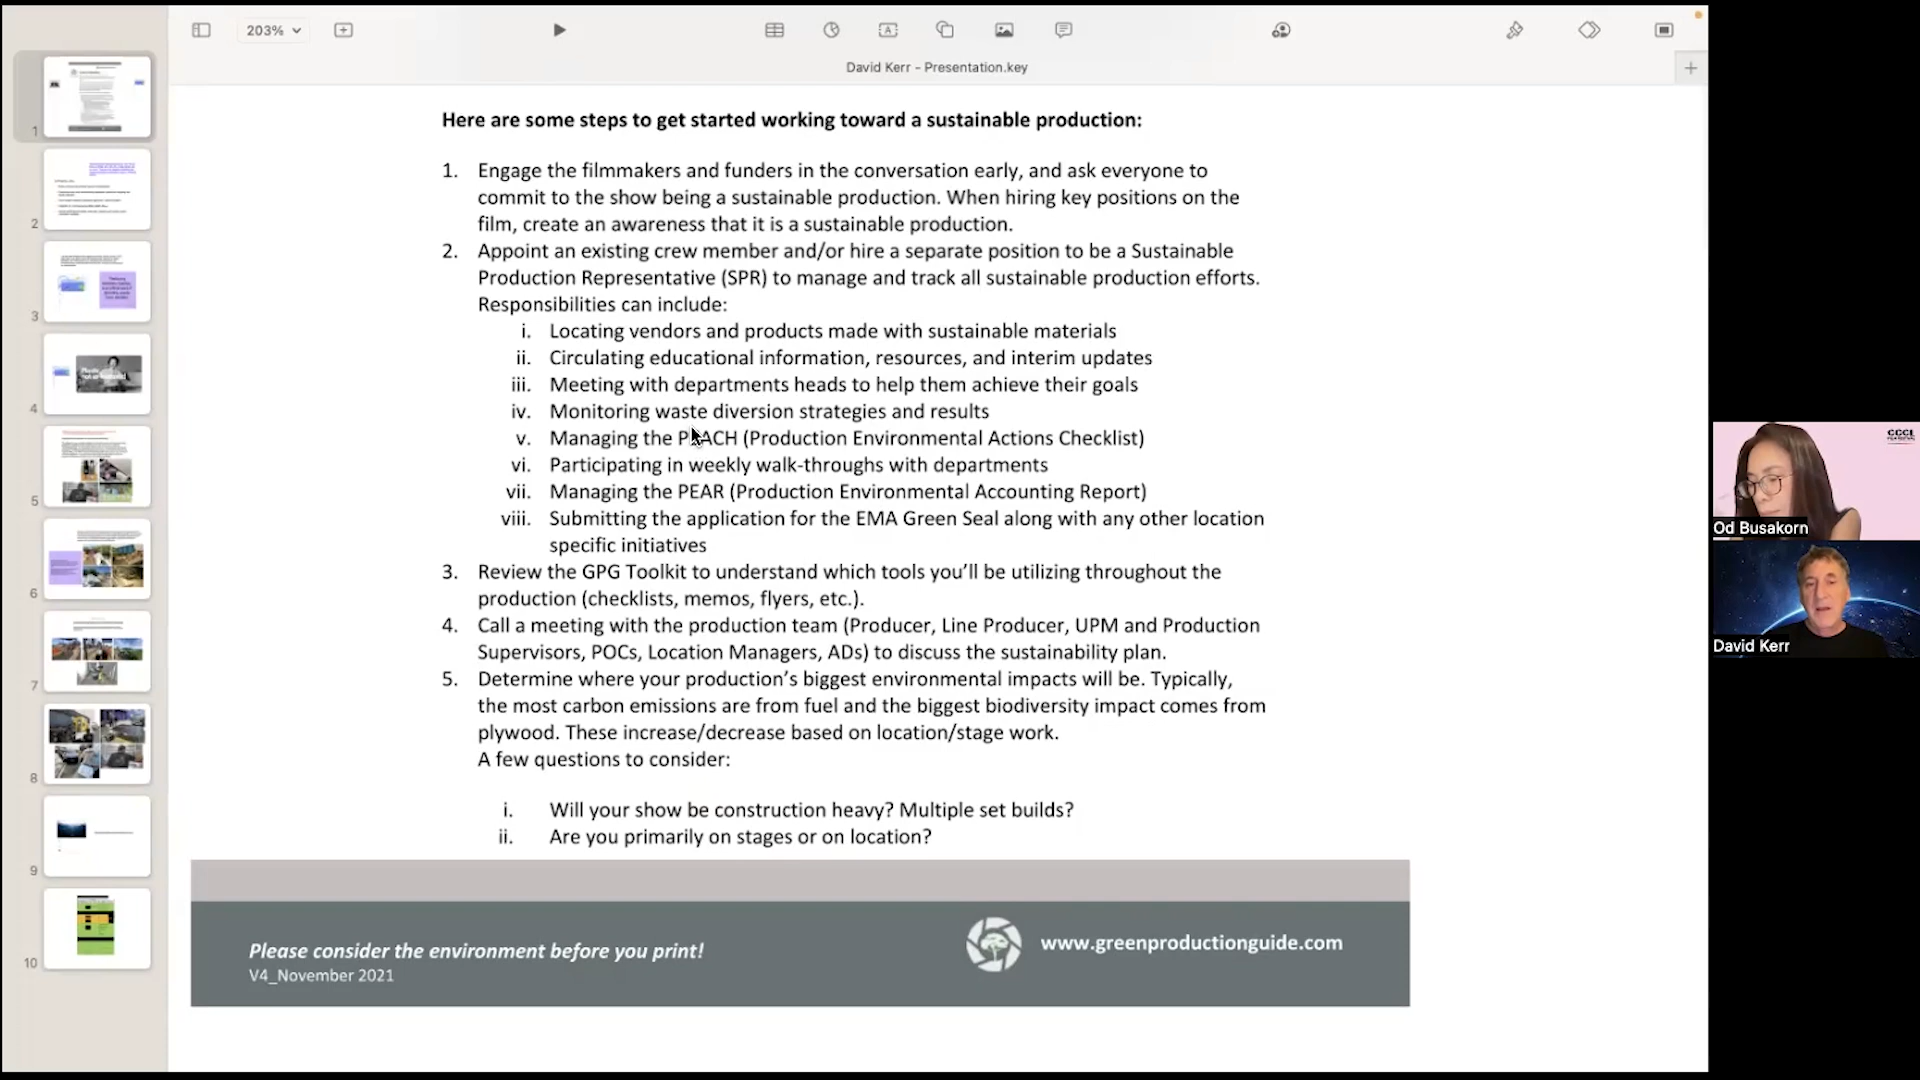 203%
David Kerr – Presentation.key
Here are some steps to get started working toward a sustainable production:
1. Engage the filmmakers and funders in the conversation early, and ask everyone to
commit to the show being a sustainable production. When hiring key positions on the
film, create an awareness that it is a sustainable production.
2. Appoint an existing crew member and/or hire a separate position to be a Sustainable
Production Representative (SPR) to manage and track all sustainable production efforts.
Responsibilities can include:
i. Locating vendors and products made with sustainable materials
ii. Circulating educational information, resources, and interim updates
iii. Meeting with departments heads to help them achieve their goals
iv. Monitoring waste diversion strategies and results
v. Managing the PEACH (Production Environmental Actions Checklist)
vi. Participating in weekly walk-throughs with departments
vii. Managing the PEAR (Production Environmental Accounting Report)
viii. Submitting the application for the EMA Green Seal along with any other location
specific initiatives
3. Review the GPG Toolkit to understand which tools you'll be utilizing throughout the
production (checklists, memos, flyers, etc.).
4. Call a meeting with the production team (Producer, Line Producer, UPM and Production
Supervisors, POCs, Location Managers, ADs) to discuss the sustainability plan.
5. Determine where your production's biggest environmental impacts will be. Typically,
the most carbon emissions are from fuel and the biggest biodiversity impact comes from
plywood. These increase/decrease based on location/stage work.
A few questions to consider:
i. Will your show be construction heavy? Multiple set builds?
ii. Are you primarily on stages or on location?
Please consider the environment before you print!
V4_November 2021
www.greenproductionguide.com
1
2
3
4
5
6
7
8
9
10
CCCL
FILM FESTIVAL
Od Busakorn
David Kerr